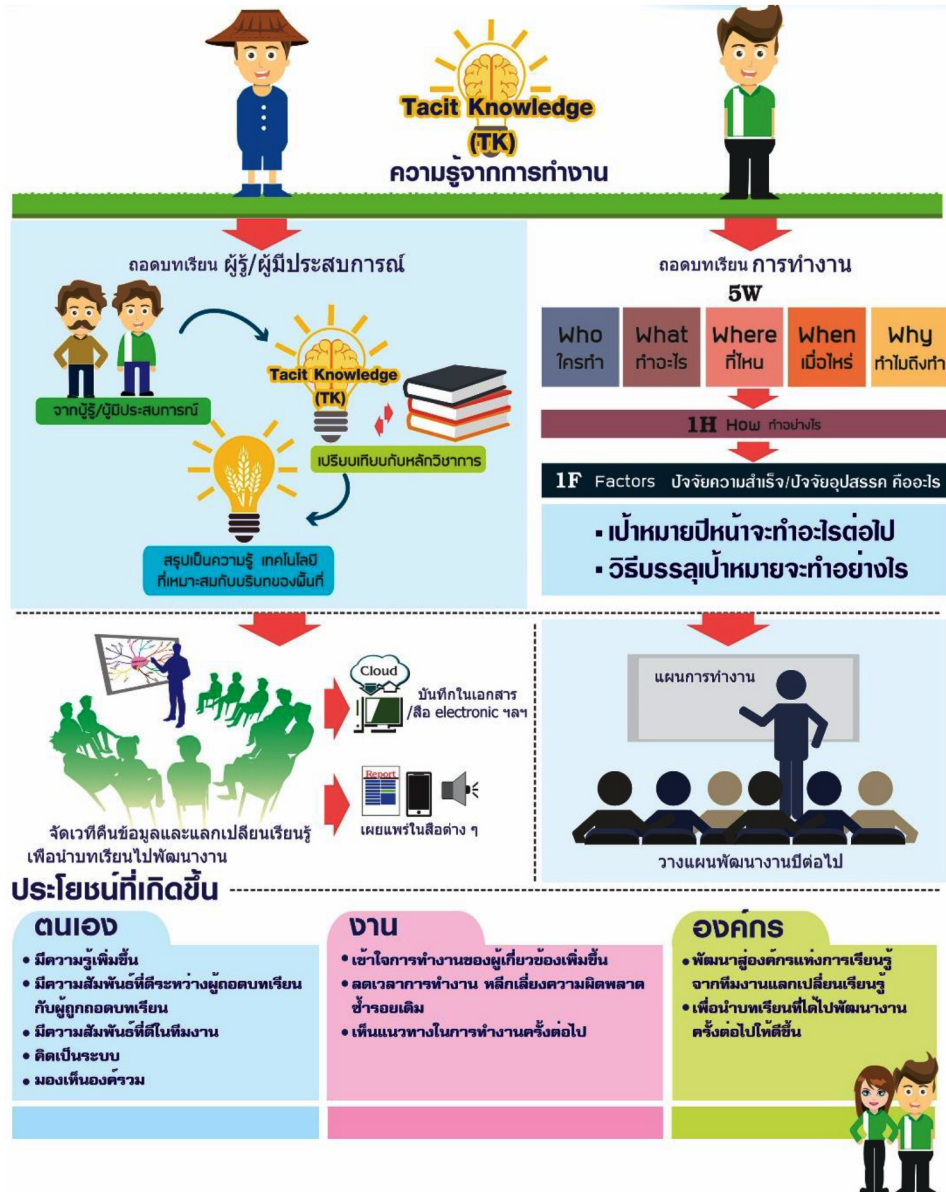 Tacit Knowledge
(TK)
ความรู้จากการทำงาน
ถอดบทเรียน ผู้รู้/ผู้มีประสบการณ์
จากผู้รู้/ผู้มีประสบการณ์
Tacit Knowledge
(TK)
เปรียบเทียบกับหลักวิชาการ
สรุปเป็นความรู้ เทคโนโลยี
ที่เหมาะสมกับบริบทของพื้นที่
ถอดบทเรียน การทำงาน
5W
Who
ใครทำ
What
ทำอะไร
Where
ที่ไหน
When
เมื่อไหร่
Why
ทำไมถึงทำ
1H How ทำอย่างไร
1F Factors ปัจจัยความสำเร็จ/ปัจจัยอุปสรรค คืออะไร
▪ เป้าหมายปีหน้าจะทำอะไรต่อไป
▪ วิธีบรรลุเป้าหมายจะทำอย่างไร
Cloud
บันทึกในเอกสาร
/สื่อ electronic ฯลฯ
Report
เผยแพร่ในสื่อต่าง ๆ
จัดเวทีคืนข้อมูลและแลกเปลี่ยนเรียนรู้
เพื่อนำบทเรียนไปพัฒนางาน
แผนการทำงาน
วางแผนพัฒนางานปีต่อไป
ประโยชน์ที่เกิดขึ้น
ตนเอง
• มีความรู้เพิ่มขึ้น
• มีความสัมพันธ์ที่ดีระหว่างผู้ถอดบทเรียน
กับผู้ถูกถอดบทเรียน
• มีความสัมพันธ์ที่ดีในทีมงาน
• คิดเป็นระบบ
• มองเห็นองค์รวม
งาน
• เข้าใจการทำงานของผู้เกี่ยวข้องเพิ่มขึ้น
• ลดเวลาการทำงาน หลีกเลี่ยงความผิดพลาด
ซ้ำรอยเดิม
• เห็นแนวทางในการทำงานครั้งต่อไป
องค์กร
• พัฒนาสู่องค์กรแห่งการเรียนรู้
จากทีมงานแลกเปลี่ยนเรียนรู้
• เพื่อนำบทเรียนที่ได้ไปพัฒนางาน
ครั้งต่อไปให้ดีขึ้น